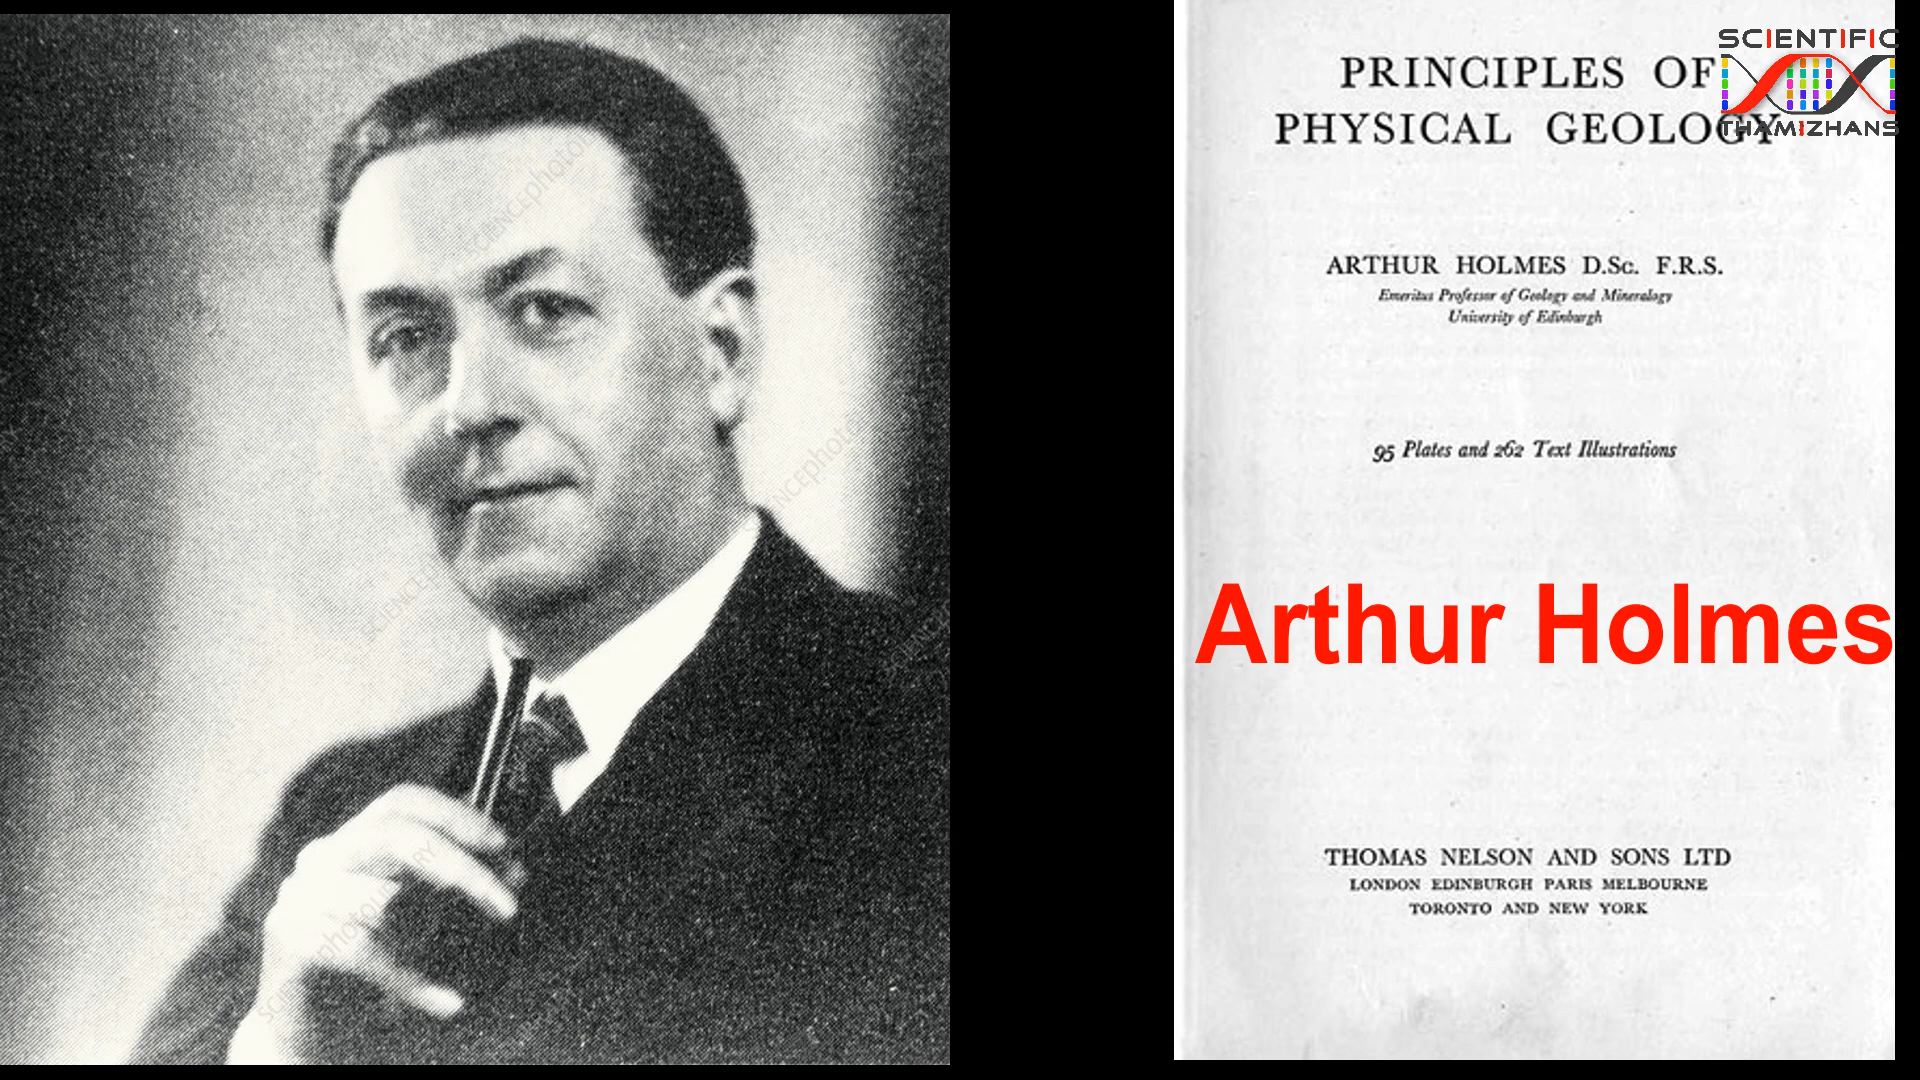 SCIENTIFIC
THAMIZHANS
PRINCIPLES OF
PHYSICAL GEOLOGY
ARTHUR HOLMES D.Sc. F.R.S.
Emeritus Professor of Geology and Mineralogy
University of Edinburgh
95 Plates and 262 Text Illustrations
Arthur Holmes
THOMAS NELSON AND SONS LTD
LONDON EDINBURGH PARIS MELBOURNE
TORONTO AND NEW YORK